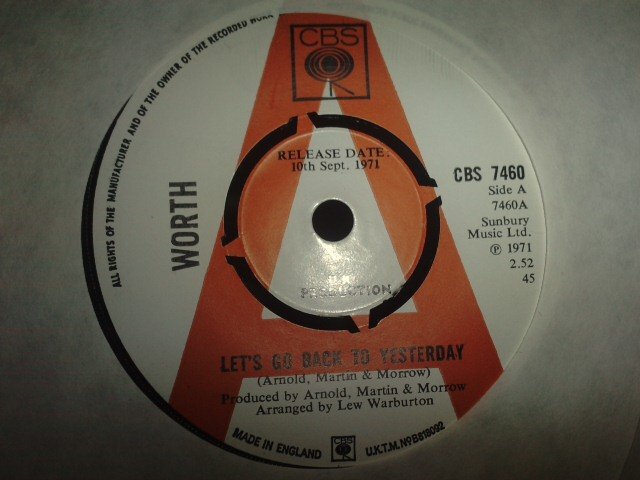 ALL RIGHTS OF THE MANUFACTURER AND OF THE OWNER OF THE RECORDED WORK
CBS
WORTH
RELEASE DATE:
10th Sept. 1971
CBS 7460
Side A
7460A
Sunbury
Music Ltd.
℗ 1971
2.52
45
PRODUCTION
LET'S GO BACK TO YESTERDAY
(Arnold, Martin & Morrow)
Produced by Arnold, Martin & Morrow
Arranged by Lew Warburton
MADE IN ENGLAND
CBS
U.K.T.M. No B818092